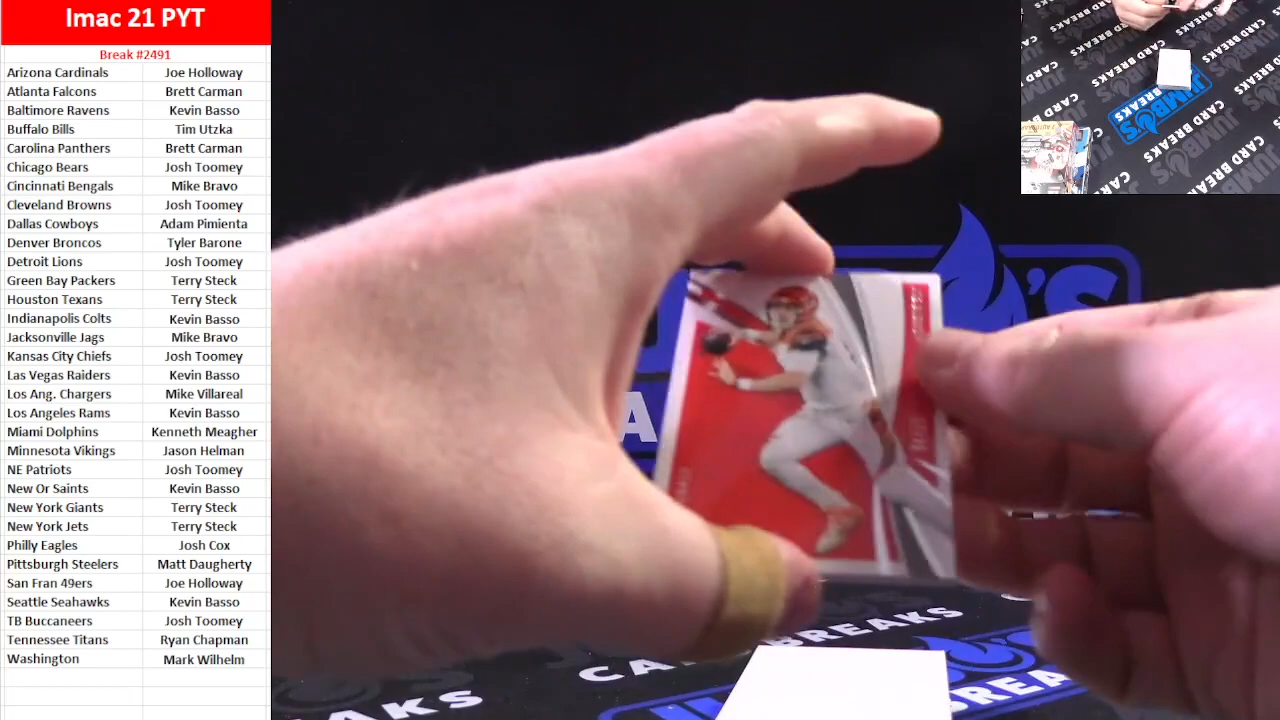 Imac 21 PYT
Break #2491
Arizona Cardinals Joe Holloway
Atlanta Falcons Brett Carman
Baltimore Ravens Kevin Basso
Buffalo Bills Tim Utzka
Carolina Panthers Brett Carman
Chicago Bears Josh Toomey
Cincinnati Bengals Mike Bravo
Cleveland Browns Josh Toomey
Dallas Cowboys Adam Pimienta
Denver Broncos Tyler Barone
Detroit Lions Josh Toomey
Green Bay Packers Terry Steck
Houston Texans Terry Steck
Indianapolis Colts Kevin Basso
Jacksonville Jags Mike Bravo
Kansas City Chiefs Josh Toomey
Las Vegas Raiders Kevin Basso
Los Ang. Chargers Mike Villareal
Los Angeles Rams Kevin Basso
Miami Dolphins Kenneth Meagher
Minnesota Vikings Jason Helman
NE Patriots Josh Toomey
New Or Saints Kevin Basso
New York Giants Terry Steck
New York Jets Terry Steck
Philly Eagles Josh Cox
Pittsburgh Steelers Matt Daugherty
San Fran 49ers Joe Holloway
Seattle Seahawks Kevin Basso
TB Buccaneers Josh Toomey
Tennessee Titans Ryan Chapman
Washington Mark Wilhelm
JUMBO'S
CARD BREAKS